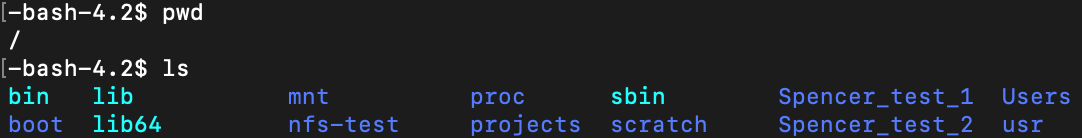 [-bash-4.2$ pwd
/
[-bash-4.2$ ls
bin lib mnt proc sbin Spencer_test_1 Users
boot lib64 nfs-test projects scratch Spencer_test_2 usr